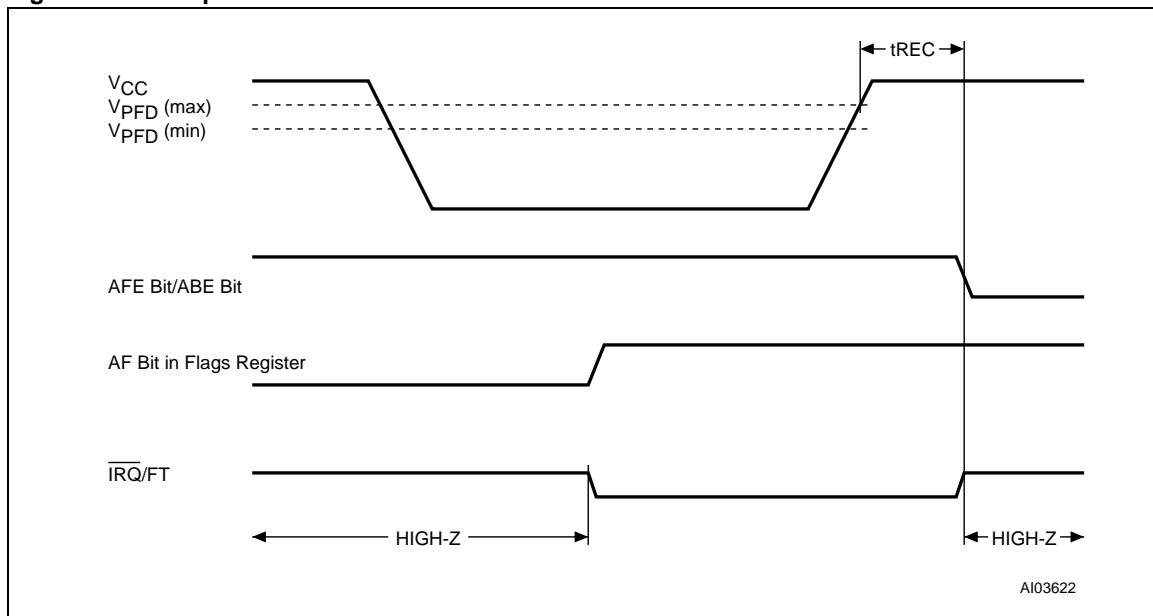 tREC
VCC
VPFD (max)
VPFD (min)
AFE Bit/ABE Bit
AF Bit in Flags Register
IRQ/FT
HIGH-Z
HIGH-Z
AI03622